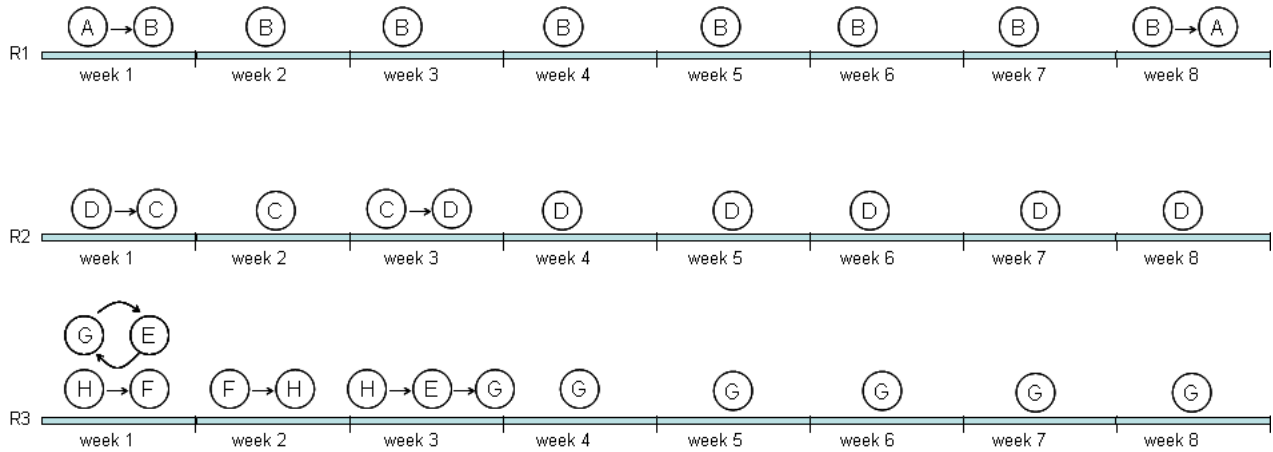 A B B B B B B B B A
R1
week 1 week 2 week 3 week 4 week 5 week 6 week 7 week 8
D C C C D D D D D D
R2
week 1 week 2 week 3 week 4 week 5 week 6 week 7 week 8
G E
H F F H H E G G G G G G
R3
week 1 week 2 week 3 week 4 week 5 week 6 week 7 week 8